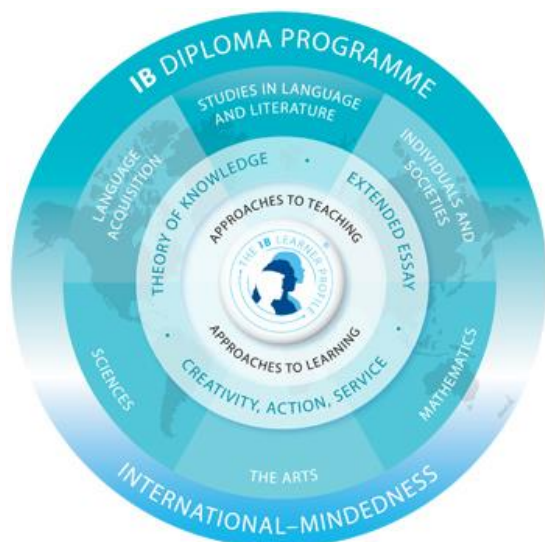 IB DIPLOMA PROGRAMME
STUDIES IN LANGUAGE
AND LITERATURE
LANGUAGE
ACQUISITION
INDIVIDUALS AND
SOCIETIES
THEORY OF KNOWLEDGE
·
EXTENDED ESSAY
APPROACHES TO TEACHING
THE IB LEARNER PROFILE
®
APPROACHES TO LEARNING
·
CREATIVITY, ACTION, SERVICE
·
SCIENCES
MATHEMATICS
THE ARTS
INTERNATIONAL–MINDEDNESS